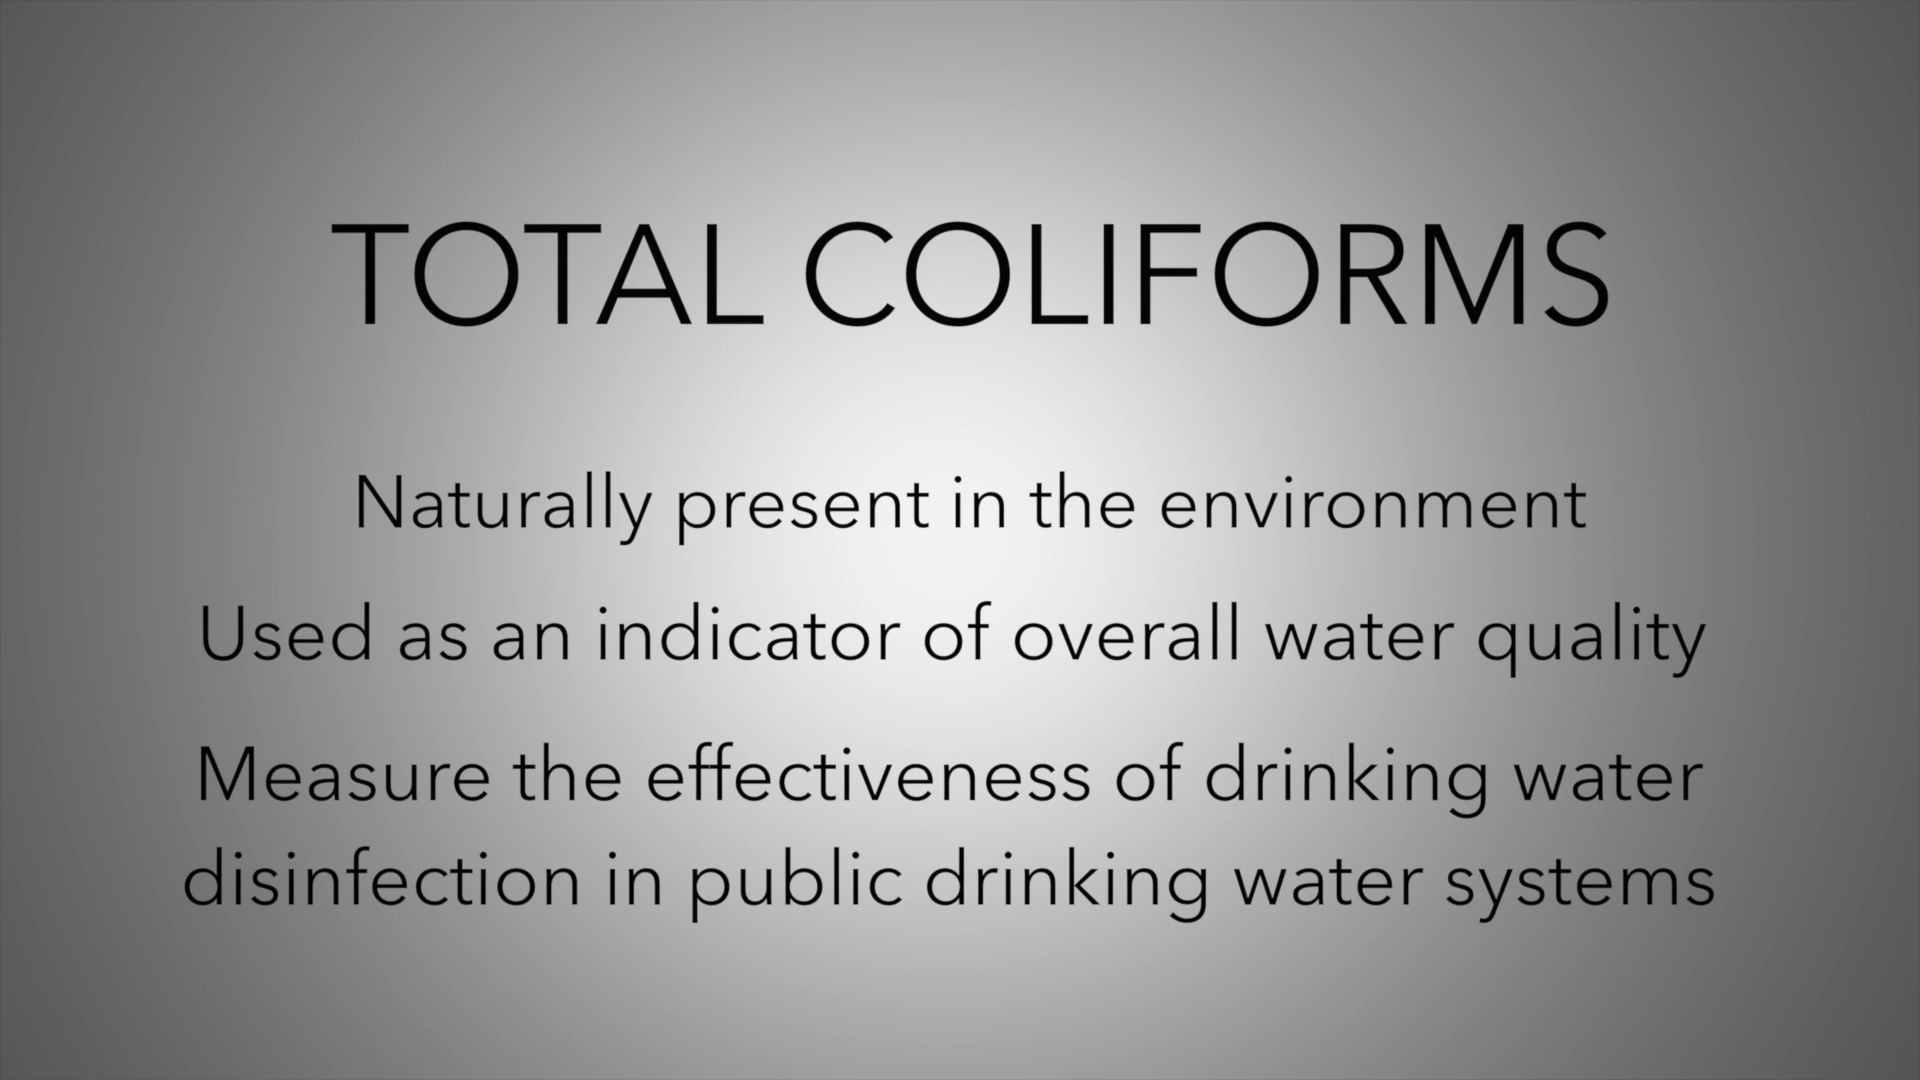 TOTAL COLIFORMS
Naturally present in the environment
Used as an indicator of overall water quality
Measure the effectiveness of drinking water
disinfection in public drinking water systems